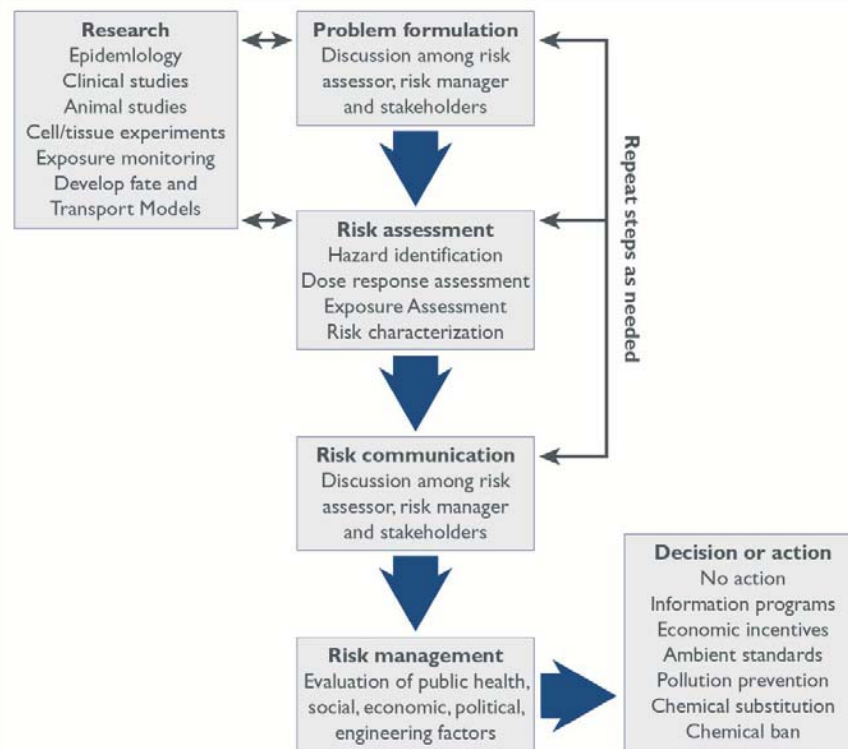 Research
Epidemlology
Clinical studies
Animal studies
Cell/tissue experiments
Exposure monitoring
Develop fate and
Transport Models
Problem formulation
Discussion among risk
assessor, risk manager
and stakeholders
Risk assessment
Hazard identification
Dose response assessment
Exposure Assessment
Risk characterization
Repeat steps as needed
Risk communication
Discussion among risk
assessor, risk manager
and stakeholders
Risk management
Evaluation of public health,
social, economic, political,
engineering factors
Decision or action
No action
Information programs
Economic incentives
Ambient standards
Pollution prevention
Chemical substitution
Chemical ban